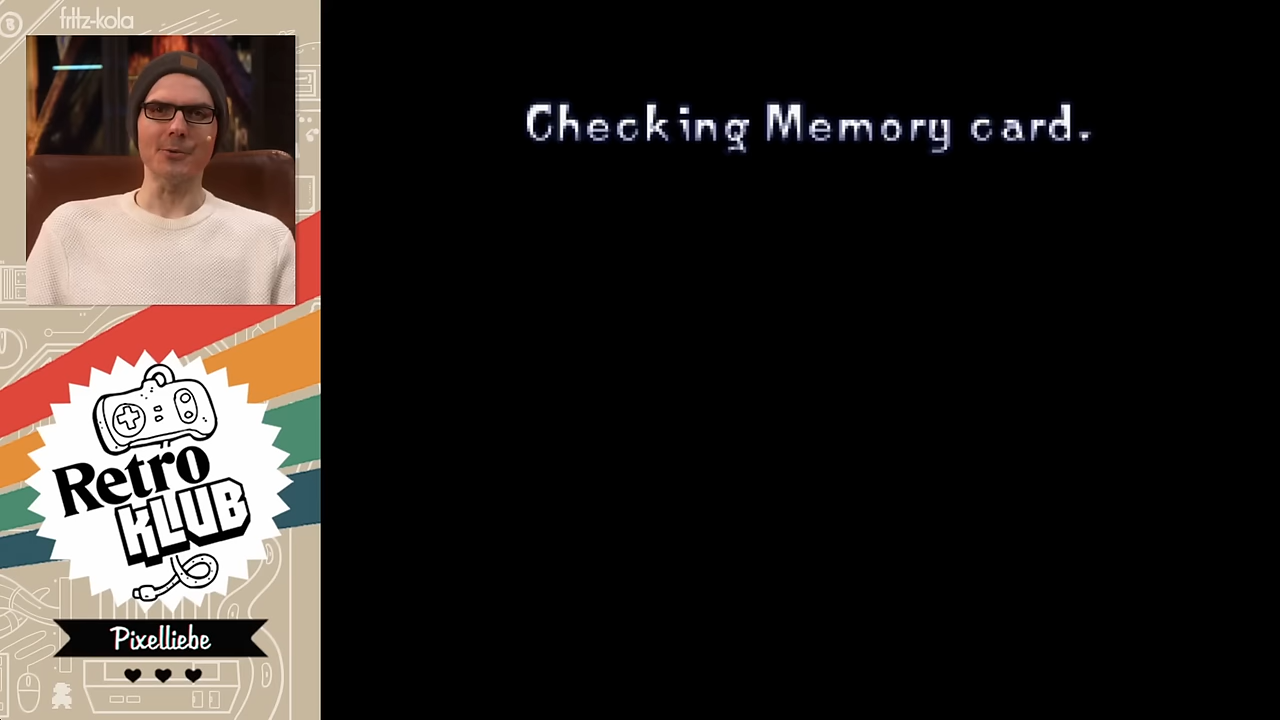 fritz-kola
Checking Memory card.
Retro
KLUB
Pixelliebe